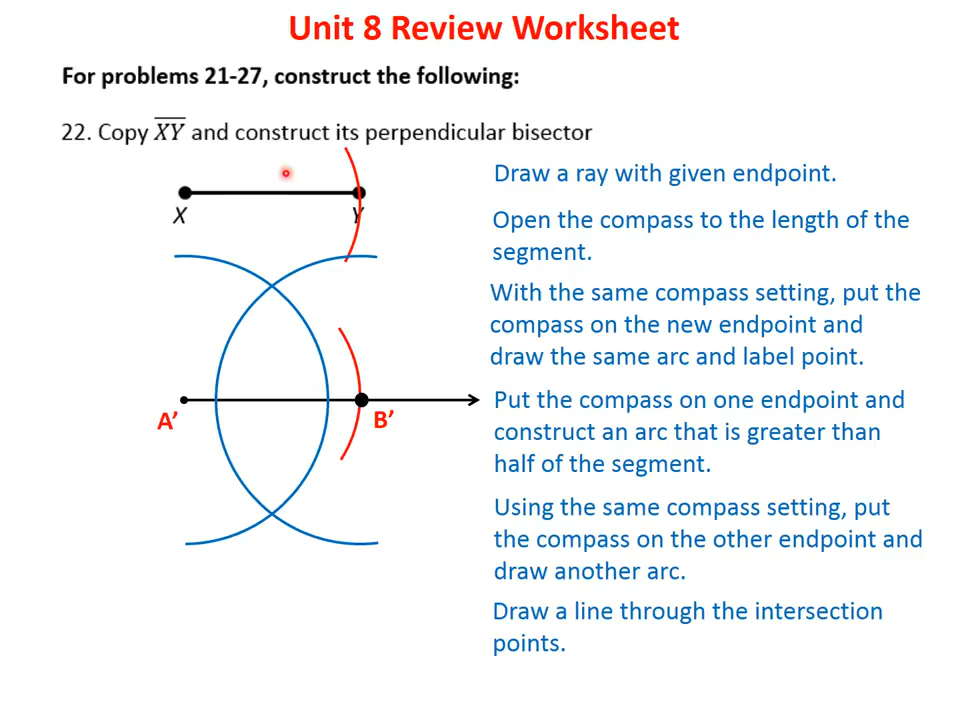 Unit 8 Review Worksheet
For problems 21-27, construct the following:
22. Copy XY and construct its perpendicular bisector
X
Y
A’
B’
Draw a ray with given endpoint.
Open the compass to the length of the
segment.
With the same compass setting, put the
compass on the new endpoint and
draw the same arc and label point.
Put the compass on one endpoint and
construct an arc that is greater than
half of the segment.
Using the same compass setting, put
the compass on the other endpoint and
draw another arc.
Draw a line through the intersection
points.